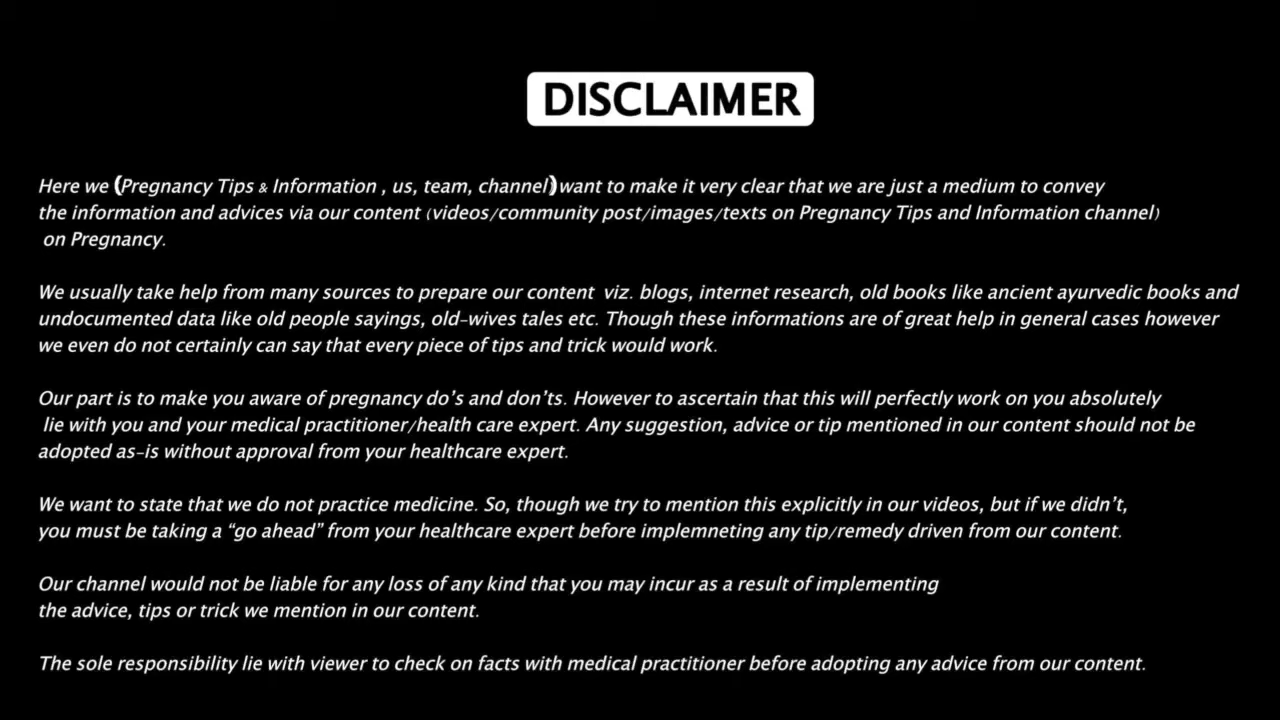 DISCLAIMER
Here we (Pregnancy Tips & Information , us, team, channel) want to make it very clear that we are just a medium to convey
the information and advices via our content (videos/community post/images/texts on Pregnancy Tips and Information channel)
on Pregnancy.
We usually take help from many sources to prepare our content viz. blogs, internet research, old books like ancient ayurvedic books and
undocumented data like old people sayings, old-wives tales etc. Though these informations are of great help in general cases however
we even do not certainly can say that every piece of tips and trick would work.
Our part is to make you aware of pregnancy do's and don'ts. However to ascertain that this will perfectly work on you absolutely
lie with you and your medical practitioner/health care expert. Any suggestion, advice or tip mentioned in our content should not be
adopted as-is without approval from your healthcare expert.
We want to state that we do not practice medicine. So, though we try to mention this explicitly in our videos, but if we didn't,
you must be taking a “go ahead” from your healthcare expert before implemneting any tip/remedy driven from our content.
Our channel would not be liable for any loss of any kind that you may incur as a result of implementing
the advice, tips or trick we mention in our content.
The sole responsibility lie with viewer to check on facts with medical practitioner before adopting any advice from our content.